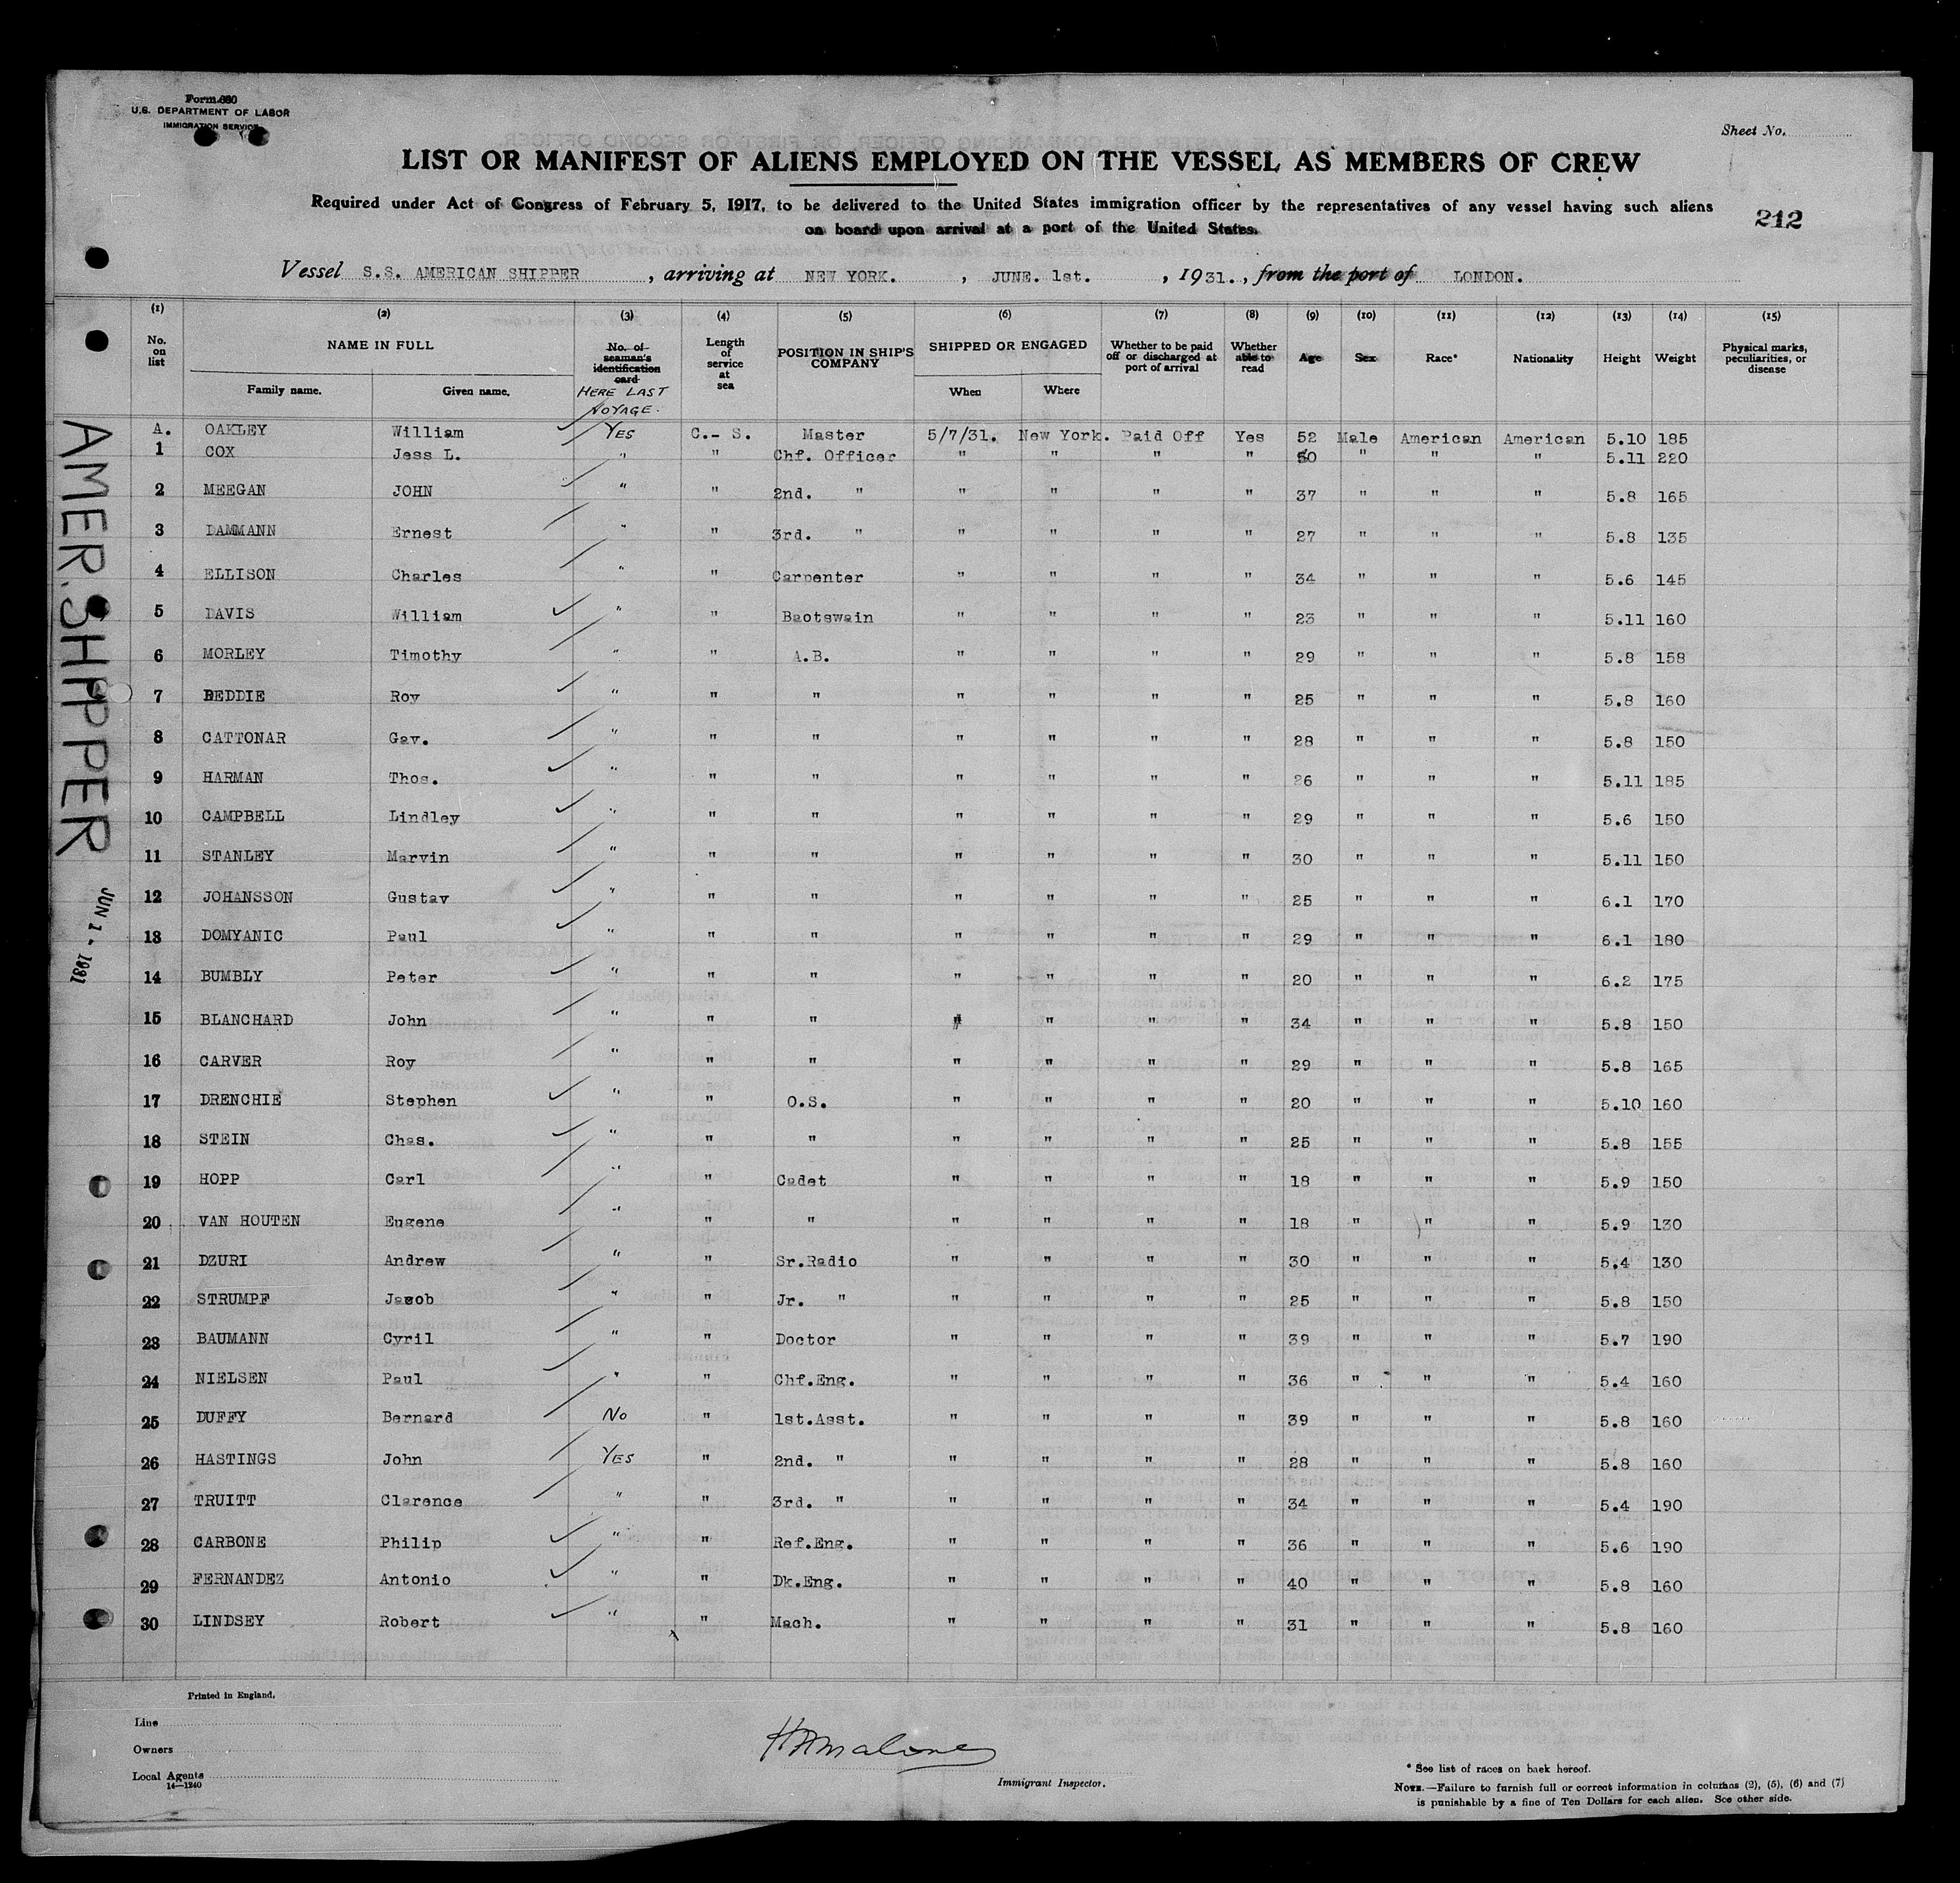 Form 680
U.S. DEPARTMENT OF LABOR
IMMIGRATION SERVICE
Sheet No.
LIST OR MANIFEST OF ALIENS EMPLOYED ON THE VESSEL AS MEMBERS OF CREW
Required under Act of Congress of February 5, 1917, to be delivered to the United States immigration officer by the representatives of any vessel having such aliens
on board upon arrival at a port of the United States.
212
Vessel S.S. AMERICAN SHIPPER, arriving at NEW YORK., JUNE. 1st., 1931., from the port of LONDON.
(1) (2) (3) (4) (5) (6) (7) (8) (9) (10) (11) (12) (13) (14) (15)
No. on list NAME IN FULL Family name. Given name. No. of seaman's identification card HERE LAST VOYAGE. Length of service at sea POSITION IN SHIP'S COMPANY SHIPPED OR ENGAGED When Where Whether to be paid off or discharged at port of arrival Whether able to read Age Sex Race* Nationality Height Weight Physical marks, peculiarities, or disease
A. OAKLEY William YES C.- S. Master 5/7/31. New York. Paid Off Yes 52 Male American American 5.10 185
1 COX Jess L. " " Chf. Officer " " " " 50 " " " 5.11 220
2 MEEGAN JOHN " " 2nd. " " " " " 37 " " " 5.8 165
3 DAMMANN Ernest " " 3rd. " " " " " 27 " " " 5.8 135
4 ELLISON Charles " " Carpenter " " " " 34 " " " 5.6 145
5 DAVIS William " " Baotswain " " " " 23 " " " 5.11 160
6 MORLEY Timothy " " A.B. " " " " 29 " " " 5.8 158
7 BEDDIE Roy " " " " " " " 25 " " " 5.8 160
8 CATTONAR Gav. " " " " " " " 28 " " " 5.8 150
9 HARMAN Thos. " " " " " " " 26 " " " 5.11 185
10 CAMPBELL Lindley " " " " " " " 29 " " " 5.6 150
11 STANLEY Marvin " " " " " " " 30 " " " 5.11 150
12 JOHANSSON Gustav " " " " " " " 25 " " " 6.1 170
13 DOMYANIC Paul " " " " " " " 29 " " " 6.1 180
14 BUMBLY Peter " " " " " " " 20 " " " 6.2 175
15 BLANCHARD John " " " " " " " 34 " " " 5.8 150
16 CARVER Roy " " " " " " " 29 " " " 5.8 165
17 DRENCHIE Stephen " " O.S. " " " " 20 " " " 5.10 160
18 STEIN Chas. " " " " " " " 25 " " " 5.8 155
19 HOPP Carl " " Cadet " " " " 18 " " " 5.9 150
20 VAN HOUTEN Eugene " " " " " " " 18 " " " 5.9 130
21 DZURI Andrew " " Sr.Radio " " " " 30 " " " 5.4 130
22 STRUMPF Jacob " " Jr. " " " " " 25 " " " 5.8 150
23 BAUMANN Cyril " " Doctor " " " " 39 " " " 5.7 190
24 NIELSEN Paul " " Chf.Eng. " " " " 36 " " " 5.4 160
25 DUFFY Bernard No " 1st.Asst. " " " " 39 " " " 5.8 160
26 HASTINGS John YES " 2nd. " " " " " 28 " " " 5.8 160
27 TRUITT Clarence " " 3rd. " " " " " 34 " " " 5.4 190
28 CARBONE Philip " " Ref.Eng. " " " " 36 " " " 5.6 190
29 FERNANDEZ Antonio " " Dk.Eng. " " " " 40 " " " 5.8 160
30 LINDSEY Robert " " Mach. " " " " 31 " " " 5.8 160
AMER. SHIPPER
JUN 1 - 1931
Printed in England.
Line
Owners
Local Agents
14—1240
Immigrant Inspector.
* See list of races on back hereof.
NOTE.—Failure to furnish full or correct information in columns (2), (5), (6) and (7)
is punishable by a fine of Ten Dollars for each alien. See other side.